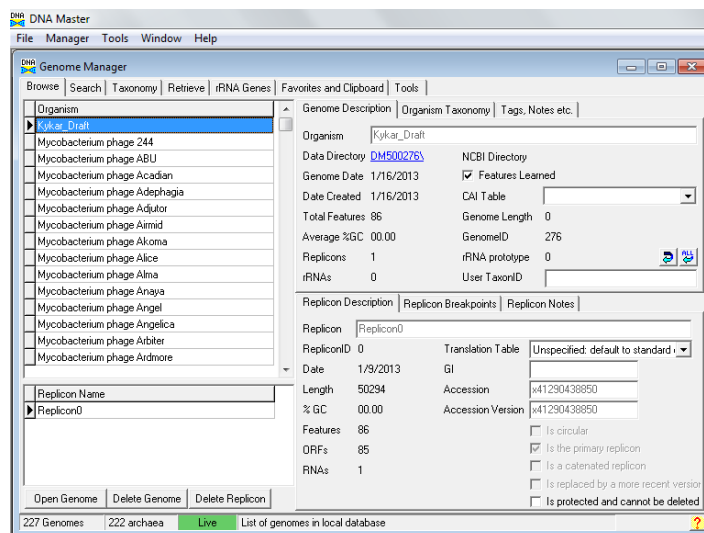 DNA Master
File Manager Tools Window Help
Genome Manager
Browse Search Taxonomy Retrieve rRNA Genes Favorites and Clipboard Tools
Organism
Kykar_Draft
Mycobacterium phage 244
Mycobacterium phage ABU
Mycobacterium phage Acadian
Mycobacterium phage Adephagia
Mycobacterium phage Adjutor
Mycobacterium phage Airmid
Mycobacterium phage Akoma
Mycobacterium phage Alice
Mycobacterium phage Alma
Mycobacterium phage Anaya
Mycobacterium phage Angel
Mycobacterium phage Angelica
Mycobacterium phage Arbiter
Mycobacterium phage Ardmore
Replicon Name
Replicon0
Open Genome Delete Genome Delete Replicon
Genome Description Organism Taxonomy Tags, Notes etc.
Organism Kykar_Draft
Data Directory DM500276\ NCBI Directory
Genome Date 1/16/2013 Features Learned
Date Created 1/16/2013 CAI Table
Total Features 86 Genome Length 0
Average %GC 00.00 GenomeID 276
Replicons 1 rRNA prototype 0 ALL
rRNAs 0 User TaxonID
Replicon Description Replicon Breakpoints Replicon Notes
Replicon Replicon0
RepliconID 0 Translation Table Unspecified: default to standard
Date 1/9/2013 GI
Length 50294 Accession x41290438850
% GC 00.00 Accession Version x41290438850
Features 86 Is circular
ORFs 85 Is the primary replicon
RNAs 1 Is a catenated replicon
Is replaced by a more recent version
Is protected and cannot be deleted
227 Genomes 222 archaea Live List of genomes in local database ?